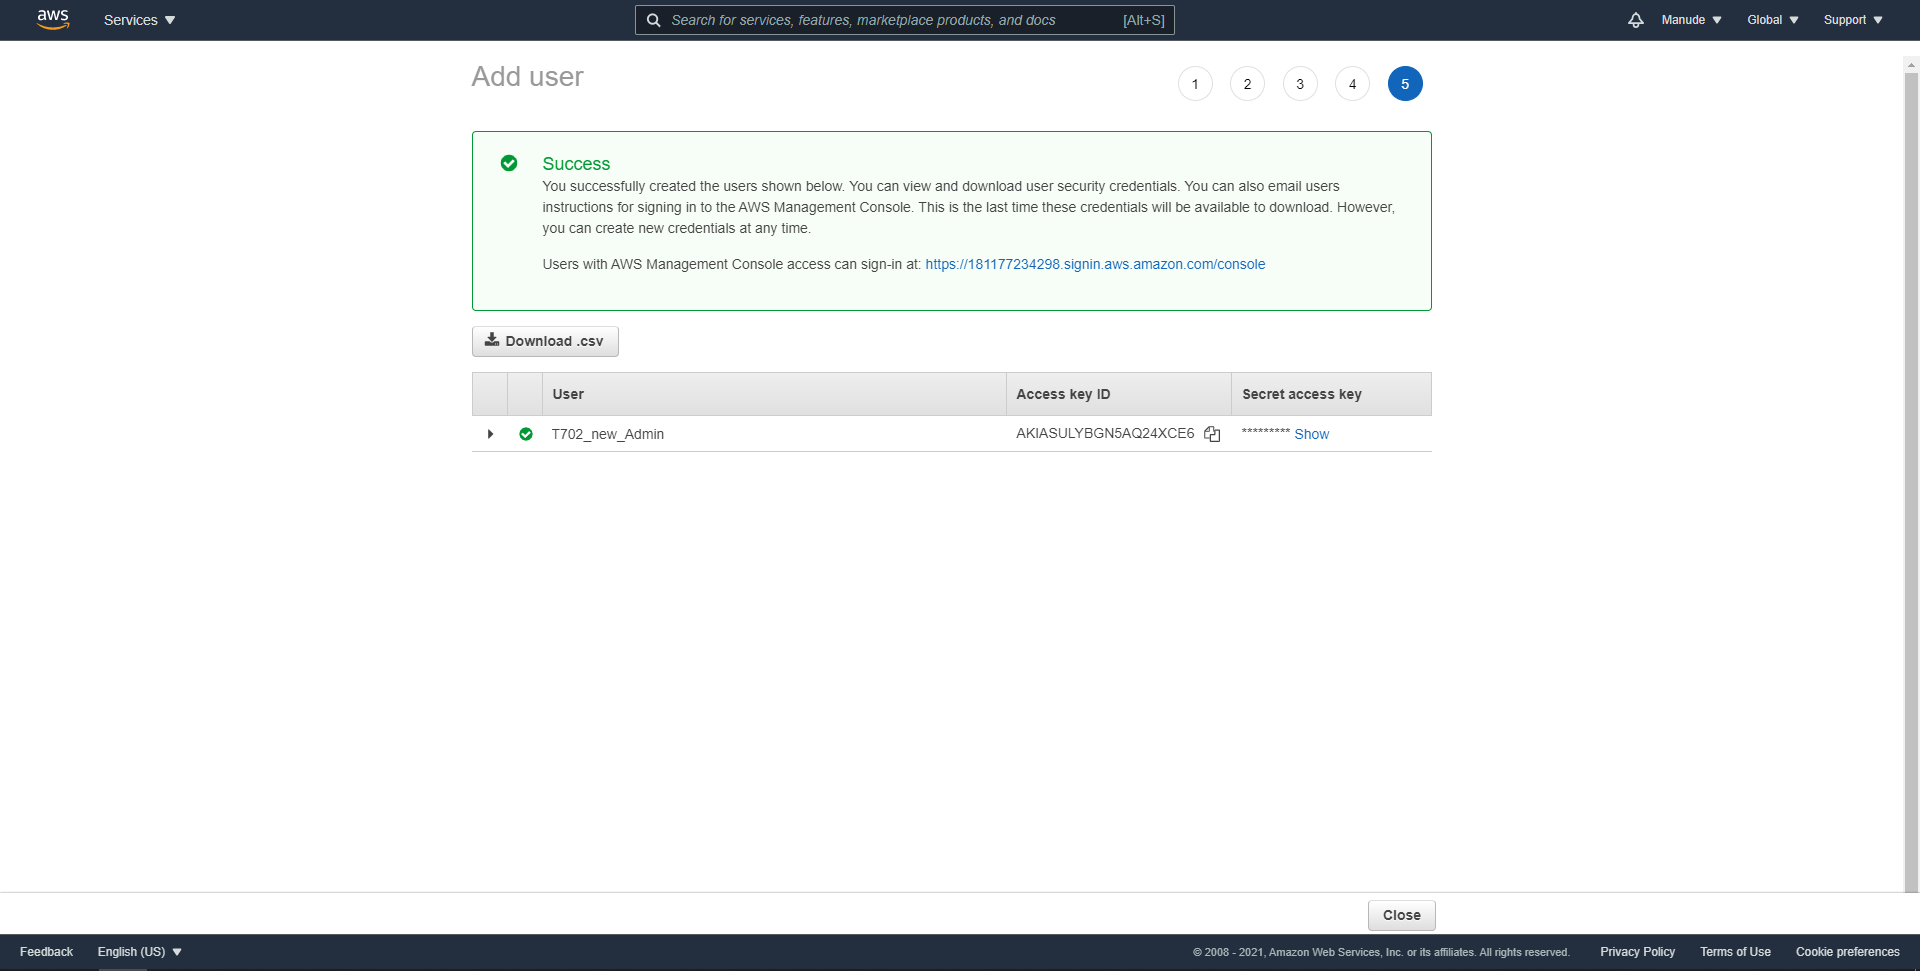 aws Services Search for services, features, marketplace products, and docs [Alt+S] Manude Global Support
Add user 1 2 3 4 5
Success
You successfully created the users shown below. You can view and download user security credentials. You can also email users
instructions for signing in to the AWS Management Console. This is the last time these credentials will be available to download. However,
you can create new credentials at any time.
Users with AWS Management Console access can sign-in at: https://181177234298.signin.aws.amazon.com/console
Download .csv
User Access key ID Secret access key
T702_new_Admin AKIASULYBGN5AQ24XCE6 ********* Show
Close
Feedback English (US) © 2008 - 2021, Amazon Web Services, Inc. or its affiliates. All rights reserved. Privacy Policy Terms of Use Cookie preferences